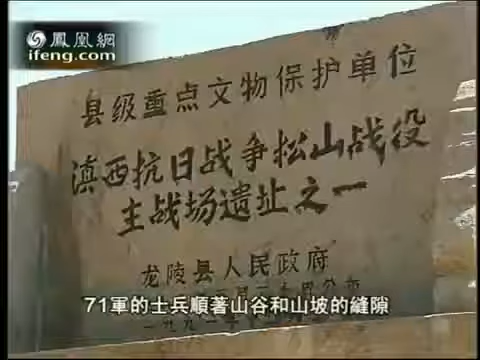 鳳凰網
ifeng.com
县级重点文物保护单位
滇西抗日战争松山战役
主战场遗址之一
龙陵县人民政府
71軍的士兵順著山谷和山坡的縫隙